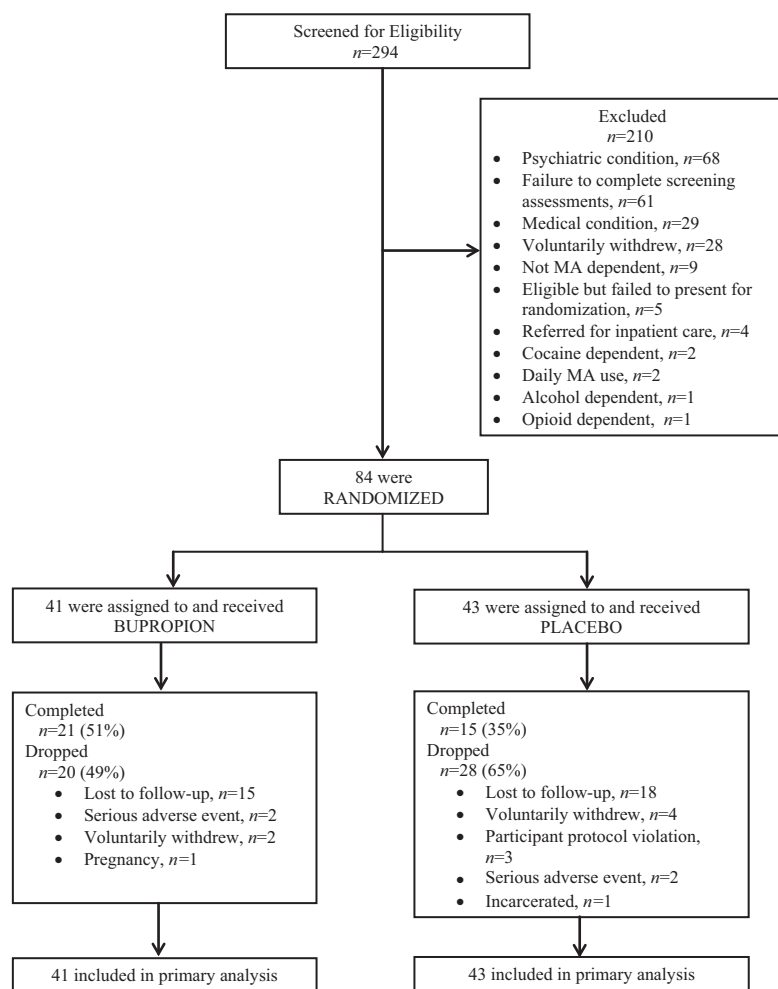 Screened for Eligibility
n=294
Excluded
n=210
• Psychiatric condition, n=68
• Failure to complete screening
assessments, n=61
• Medical condition, n=29
• Voluntarily withdrew, n=28
• Not MA dependent, n=9
• Eligible but failed to present for
randomization, n=5
• Referred for inpatient care, n=4
• Cocaine dependent, n=2
• Daily MA use, n=2
• Alcohol dependent, n=1
• Opioid dependent, n=1
84 were
RANDOMIZED
41 were assigned to and received
BUPROPION
43 were assigned to and received
PLACEBO
Completed
n=21 (51%)
Dropped
n=20 (49%)
• Lost to follow-up, n=15
• Serious adverse event, n=2
• Voluntarily withdrew, n=2
• Pregnancy, n=1
Completed
n=15 (35%)
Dropped
n=28 (65%)
• Lost to follow-up, n=18
• Voluntarily withdrew, n=4
• Participant protocol violation,
n=3
• Serious adverse event, n=2
• Incarcerated, n=1
41 included in primary analysis
43 included in primary analysis